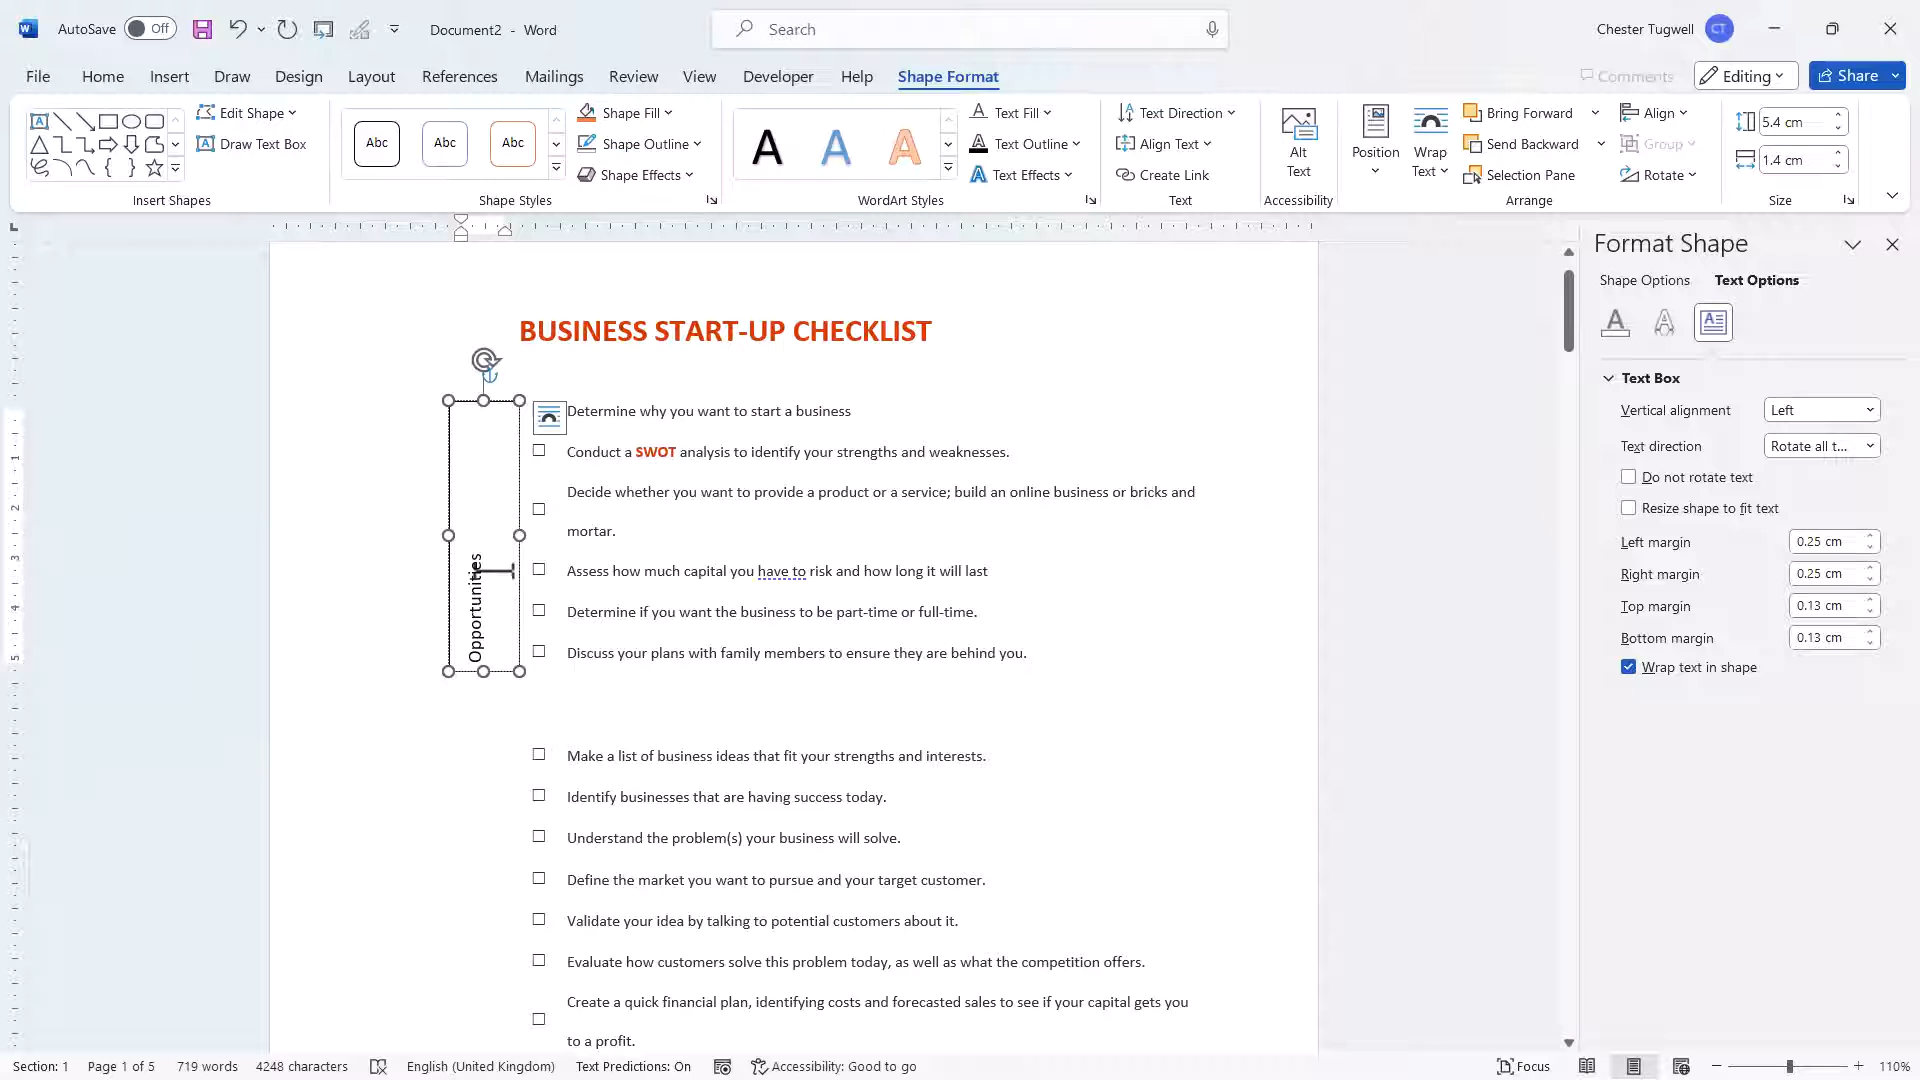 AutoSave Off Document2 - Word Search Chester Tugwell CT
File Home Insert Draw Design Layout References Mailings Review View Developer Help Shape Format Comments Editing Share
Edit Shape
Draw Text Box
Insert Shapes
Abc Abc Abc
Shape Fill
Shape Outline
Shape Effects
Shape Styles
A A A
Text Fill
Text Outline
Text Effects
WordArt Styles
Text Direction
Align Text
Create Link
Text
Alt
Text
Accessibility
Position
Wrap
Text
Bring Forward
Send Backward
Selection Pane
Align
Group
Rotate
Arrange
5.4 cm
1.4 cm
Size
BUSINESS START-UP CHECKLIST
Opportunities
Determine why you want to start a business
Conduct a SWOT analysis to identify your strengths and weaknesses.
Decide whether you want to provide a product or a service; build an online business or bricks and
mortar.
Assess how much capital you have to risk and how long it will last
Determine if you want the business to be part-time or full-time.
Discuss your plans with family members to ensure they are behind you.
Make a list of business ideas that fit your strengths and interests.
Identify businesses that are having success today.
Understand the problem(s) your business will solve.
Define the market you want to pursue and your target customer.
Validate your idea by talking to potential customers about it.
Evaluate how customers solve this problem today, as well as what the competition offers.
Create a quick financial plan, identifying costs and forecasted sales to see if your capital gets you
to a profit.
Format Shape
Shape Options Text Options
Text Box
Vertical alignment Left
Text direction Rotate all t...
Do not rotate text
Resize shape to fit text
Left margin 0.25 cm
Right margin 0.25 cm
Top margin 0.13 cm
Bottom margin 0.13 cm
Wrap text in shape
1
2
3
4
5
Section: 1 Page 1 of 5 719 words 4248 characters English (United Kingdom) Text Predictions: On Accessibility: Good to go Focus 110%